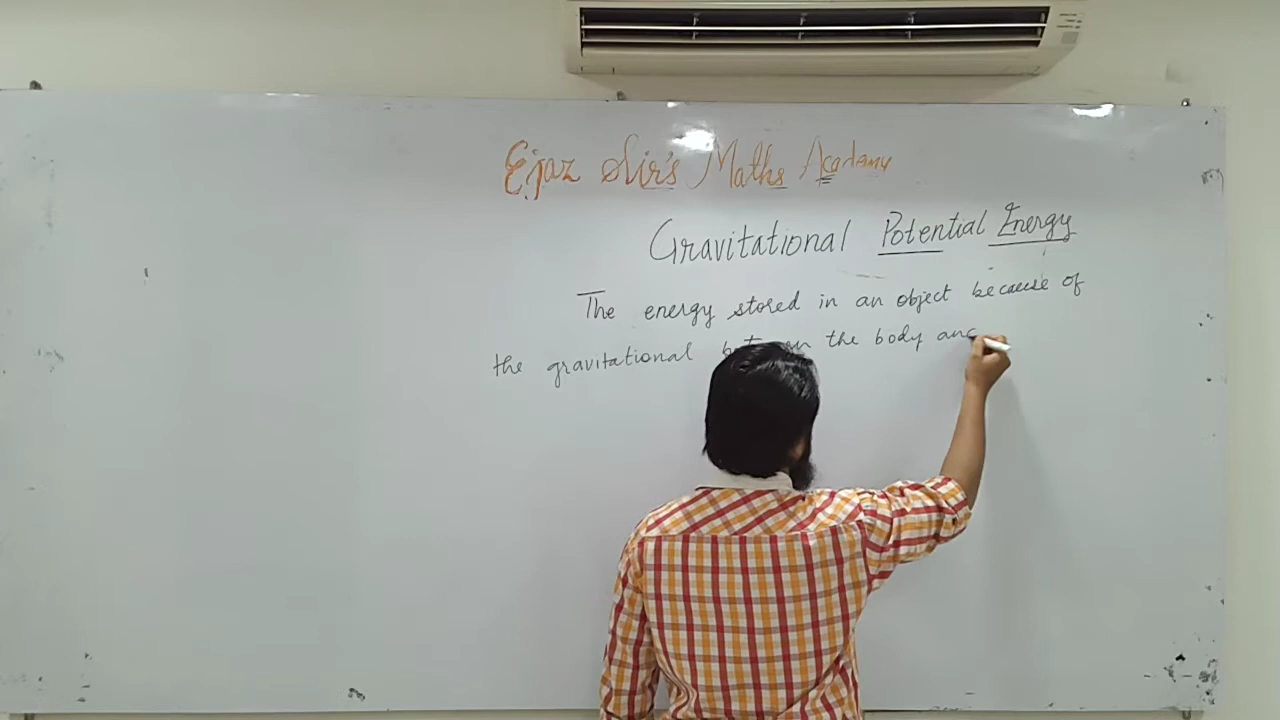 Ejaz Sir's Maths Academy
Gravitational Potential Energy
The energy stored in an object because of
the gravitational the body and